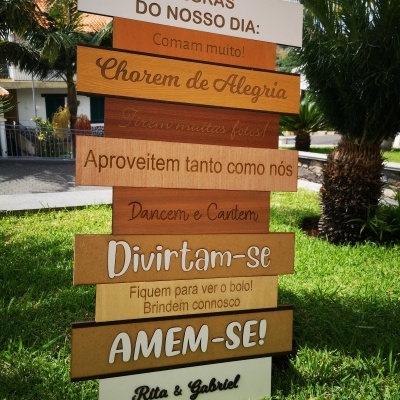 DO NOSSO DIA:
Comam muito!
Chorem de Alegria
Tirem muitas fotos!
Aproveitem tanto como nós
Dancem e Cantem
Divirtam-se
Fiquem para ver o bolo!
Brindem connosco
AMEM-SE!
Rita & Gabriel